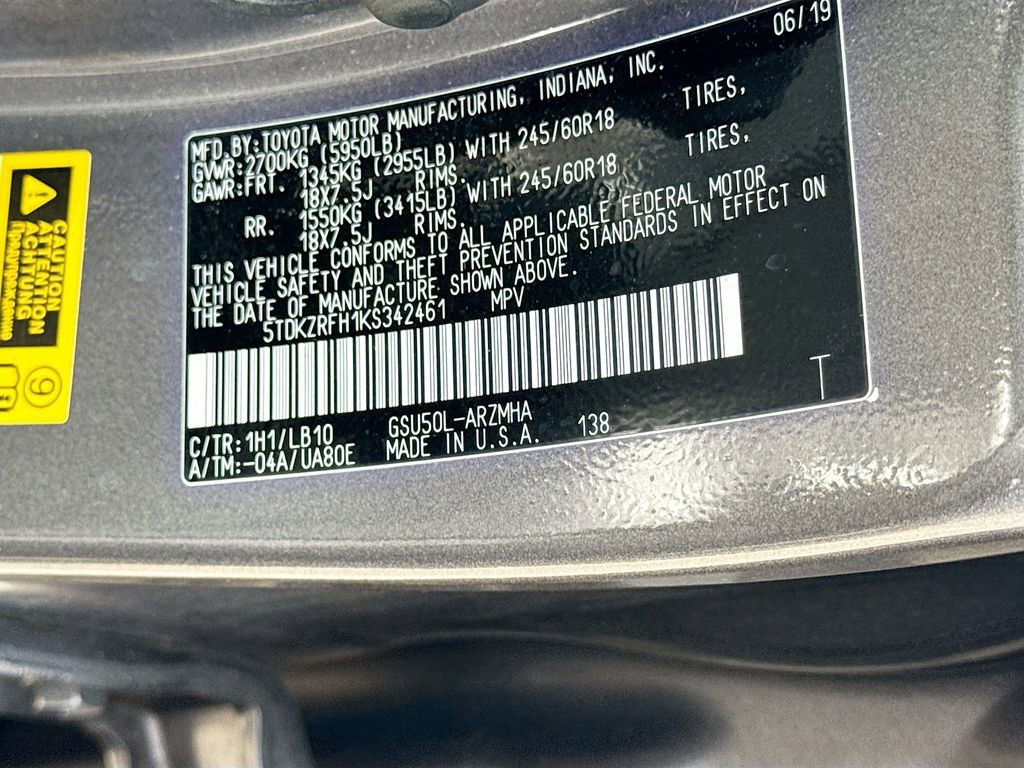 06/19
MFD.BY:TOYOTA MOTOR MANUFACTURING, INDIANA, INC.
GVWR:2700KG (5950LB)
GAWR:FRT. 1345KG (2955LB) WITH 245/60R18 TIRES,
18X7.5J RIMS,
RR. 1550KG (3415LB) WITH 245/60R18 TIRES,
18X7.5J RIMS,
THIS VEHICLE CONFORMS TO ALL APPLICABLE FEDERAL MOTOR
VEHICLE SAFETY AND THEFT PREVENTION STANDARDS IN EFFECT ON
THE DATE OF MANUFACTURE SHOWN ABOVE.
5TDKZRFH1KS342461 MPV
T
C/TR:1H1/LB10 GSU50L-ARZMHA
A/TM:-04A/UA80E MADE IN U.S.A. 138
CAUTION
ATTENTION
ACHTUNG
Предупреждение
9